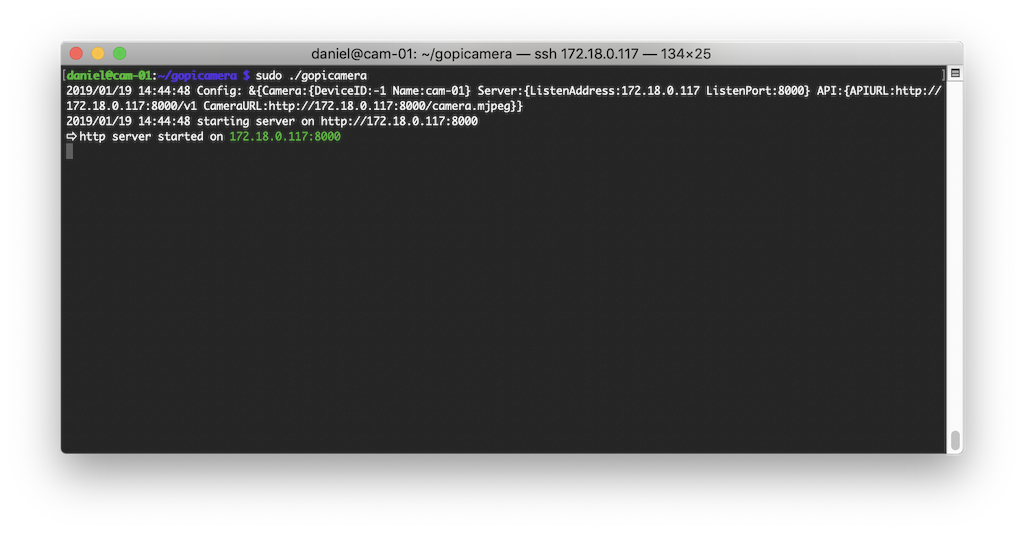 daniel@cam-01: ~/gopicamera — ssh 172.18.0.117 — 134×25
[daniel@cam-01:~/gopicamera $ sudo ./gopicamera ]
2019/01/19 14:44:48 Config: &{Camera:{DeviceID:-1 Name:cam-01} Server:{ListenAddress:172.18.0.117 ListenPort:8000} API:{APIURL:http://
172.18.0.117:8000/v1 CameraURL:http://172.18.0.117:8000/camera.mjpeg}}
2019/01/19 14:44:48 starting server on http://172.18.0.117:8000
⇨ http server started on 172.18.0.117:8000